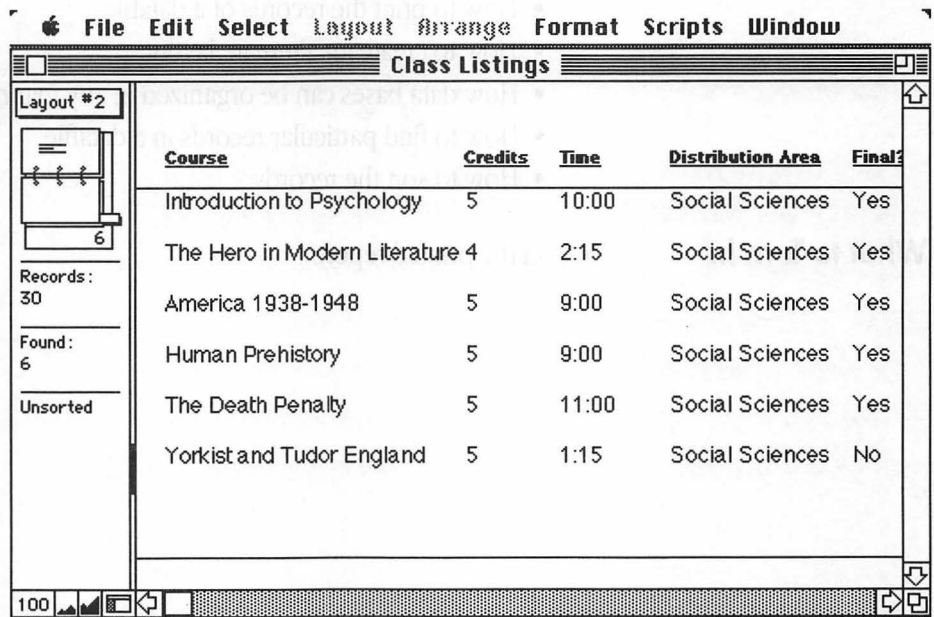 File Edit Select Layout Arrange Format Scripts Window
Class Listings
Layout #2
6
Records:
30
Found:
6
Unsorted
Course Credits Time Distribution Area Final?
Introduction to Psychology 5 10:00 Social Sciences Yes
The Hero in Modern Literature 4 2:15 Social Sciences Yes
America 1938-1948 5 9:00 Social Sciences Yes
Human Prehistory 5 9:00 Social Sciences Yes
The Death Penalty 5 11:00 Social Sciences Yes
Yorkist and Tudor England 5 1:15 Social Sciences No
100